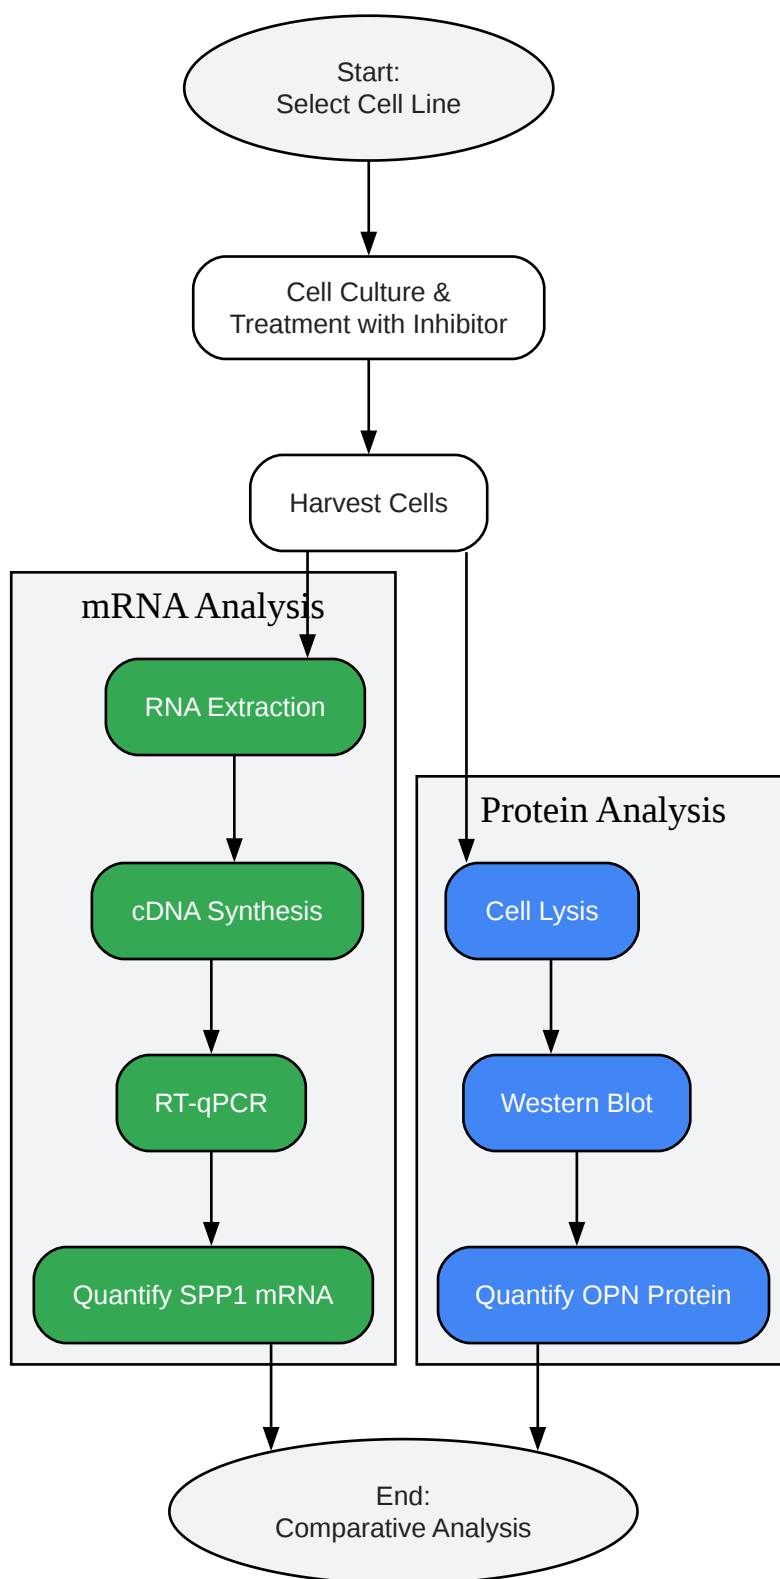 Start:
Select Cell Line
Cell Culture &
Treatment with Inhibitor
Harvest Cells
mRNA Analysis
RNA Extraction
cDNA Synthesis
RT-qPCR
Quantify SPP1 mRNA
Protein Analysis
Cell Lysis
Western Blot
Quantify OPN Protein
End:
Comparative Analysis